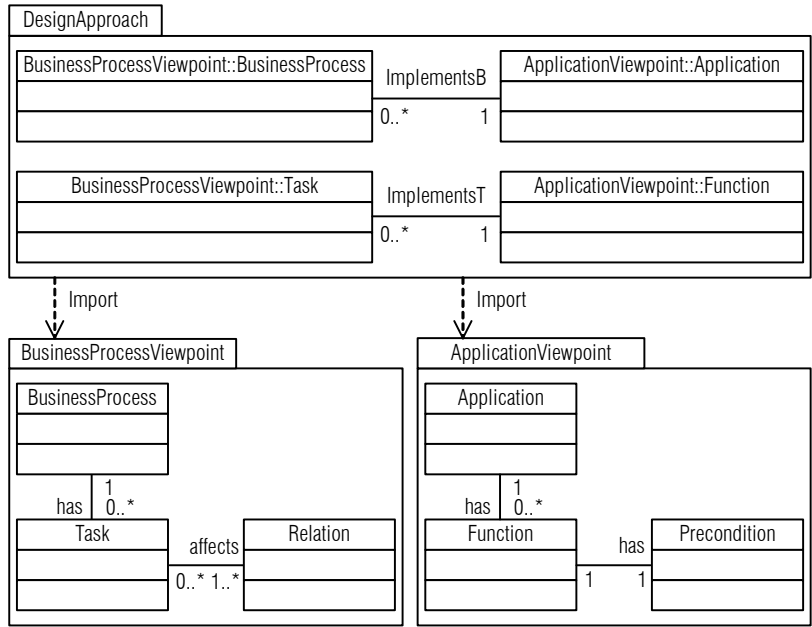 DesignApproach
BusinessProcessViewpoint::BusinessProcess
ImplementsB
ApplicationViewpoint::Application
0..*
1
BusinessProcessViewpoint::Task
ImplementsT
ApplicationViewpoint::Function
0..*
1
Import
Import
BusinessProcessViewpoint
BusinessProcess
1
has
0..*
Task
affects
Relation
0..*
1..*
ApplicationViewpoint
Application
1
has
0..*
Function
has
Precondition
1
1